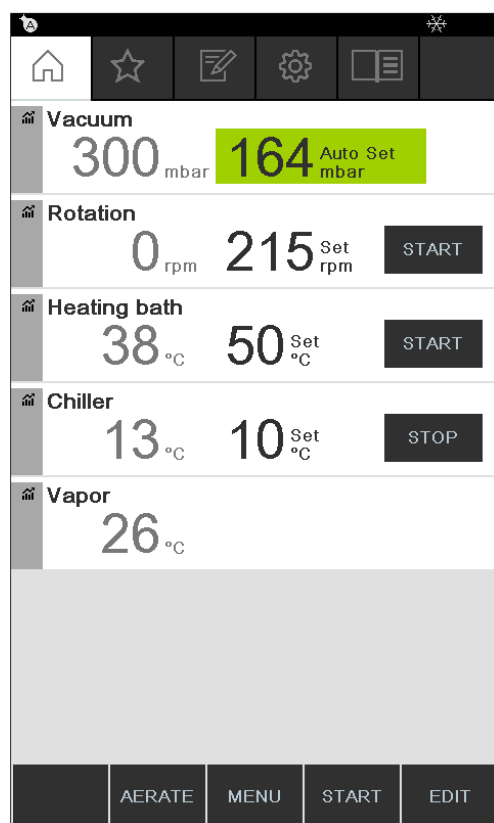 A
Vacuum
300 mbar 164 Auto Set mbar
Rotation
0 rpm 215 Set rpm START
Heating bath
38 °C 50 Set °C START
Chiller
13 °C 10 Set °C STOP
Vapor
26 °C
AERATE MENU START EDIT